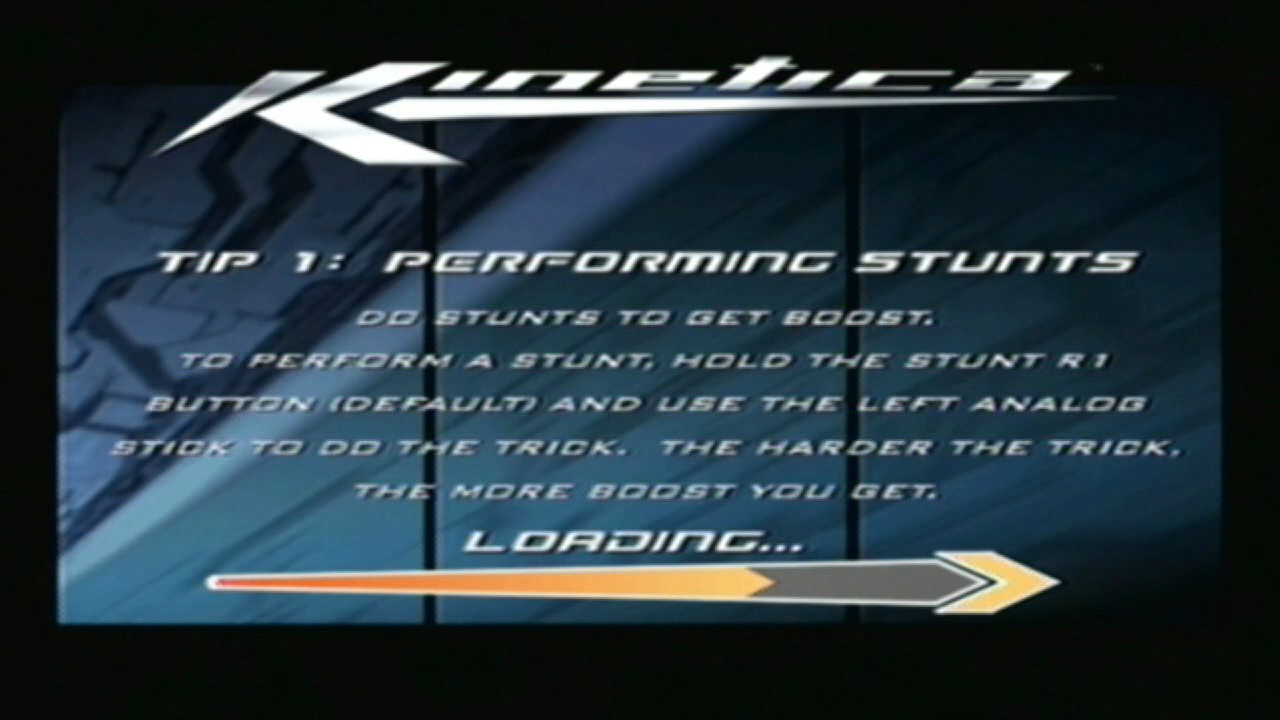 Kinetica
TIP 1: PERFORMING STUNTS
DO STUNTS TO GET BOOST.
TO PERFORM A STUNT, HOLD THE STUNT R1
BUTTON (DEFAULT) AND USE THE LEFT ANALOG
STICK TO DO THE TRICK. THE HARDER THE TRICK,
THE MORE BOOST YOU GET.
LOADING...